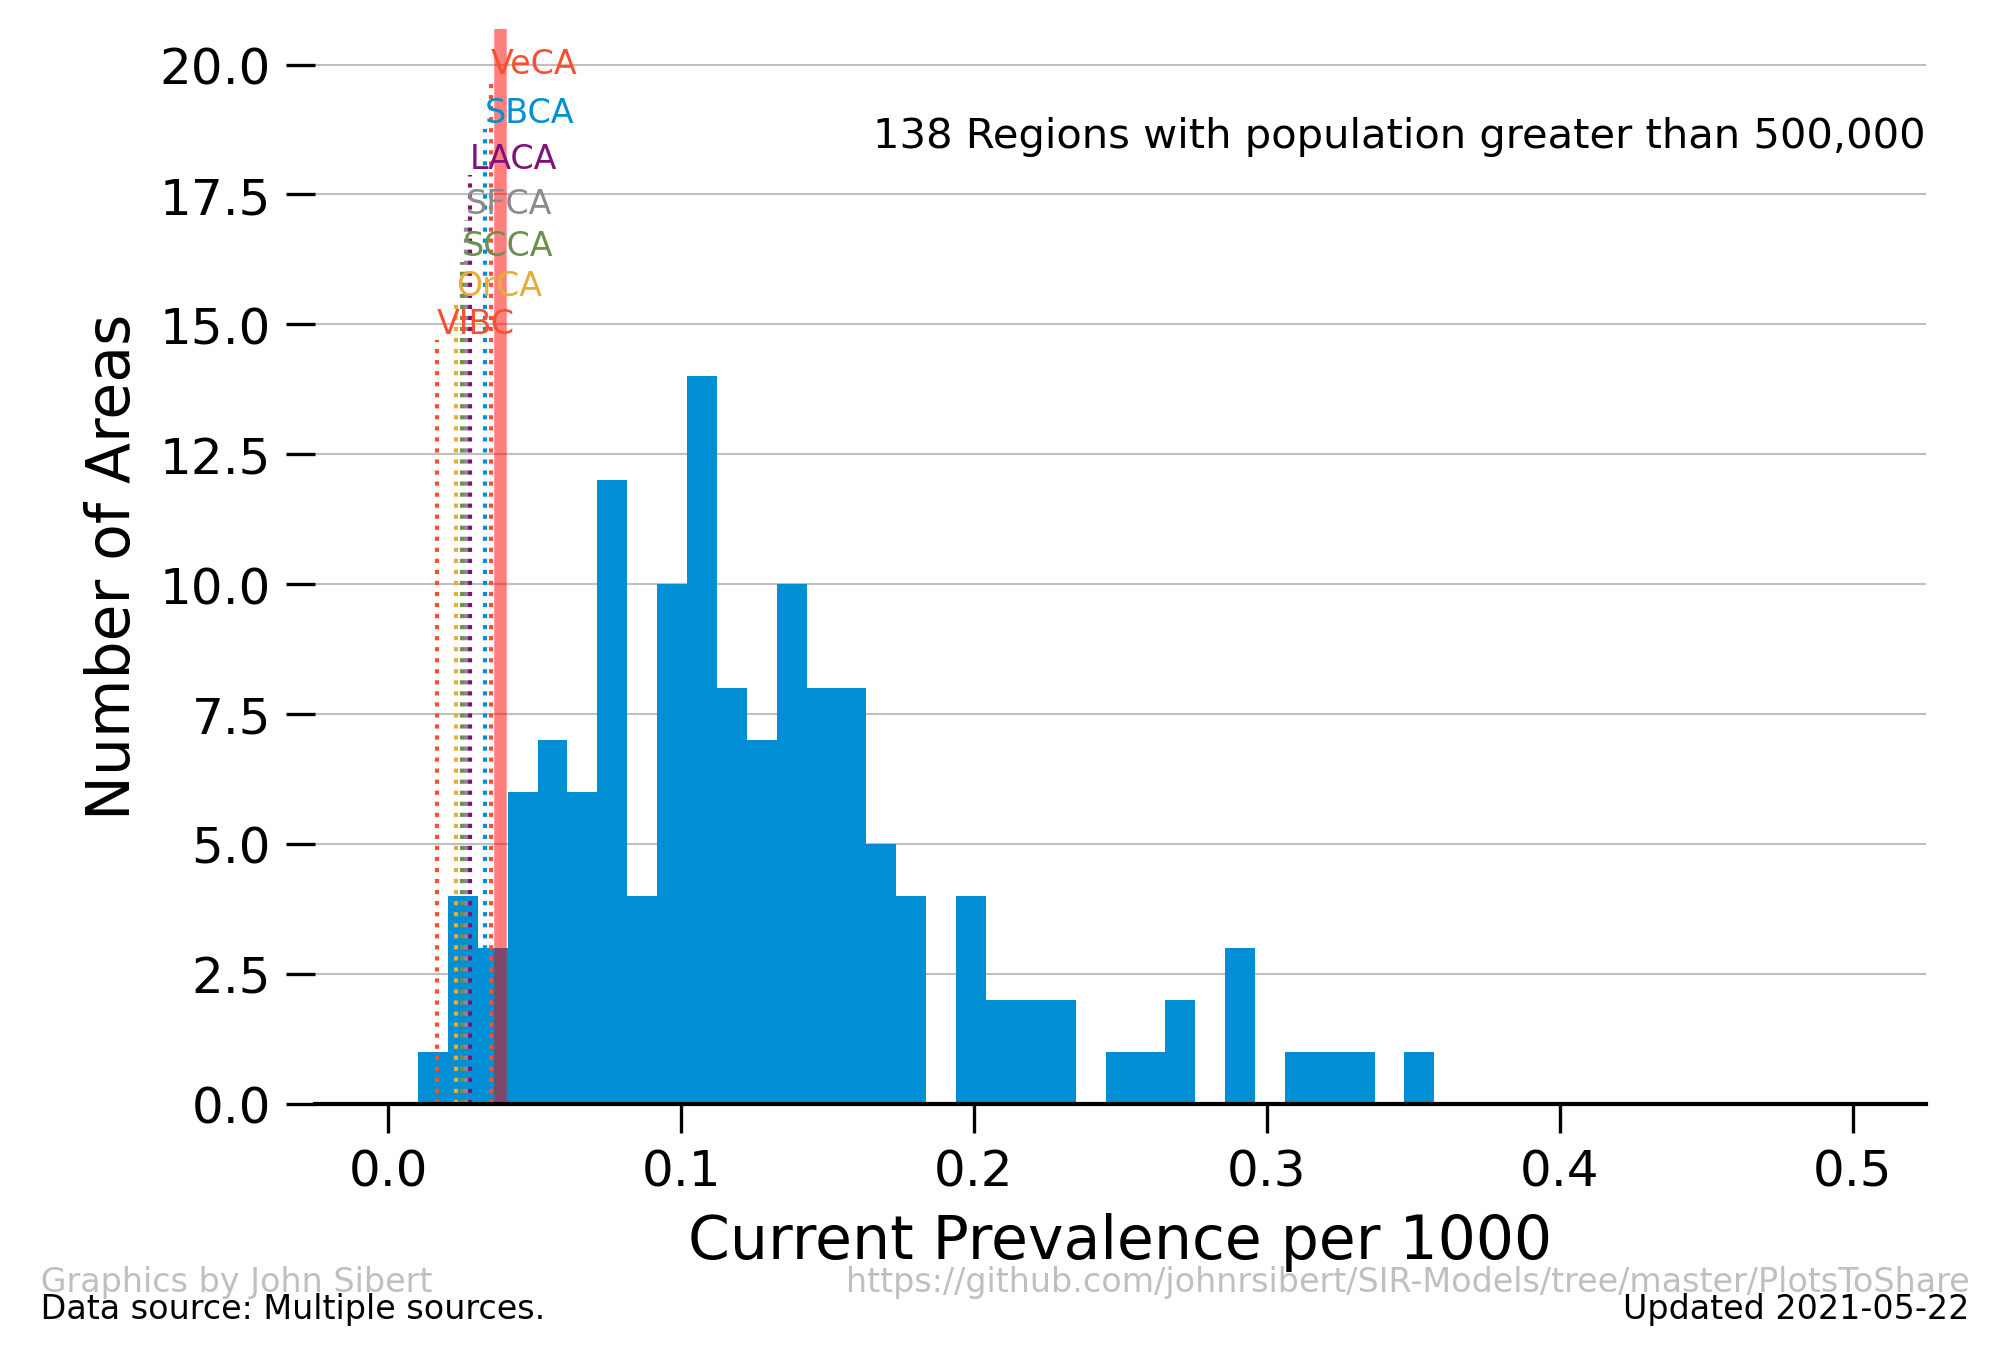 20.0
17.5
15.0
12.5
10.0
7.5
5.0
2.5
0.0
Number of Areas
VeCA
SBCA
LACA
SFCA
SCCA
OrCA
VIBC
138 Regions with population greater than 500,000
0.0 0.1 0.2 0.3 0.4 0.5
Current Prevalence per 1000
Graphics by John Sibert https://github.com/johnrsibert/SIR-Models/tree/master/PlotsToShare
Data source: Multiple sources. Updated 2021-05-22